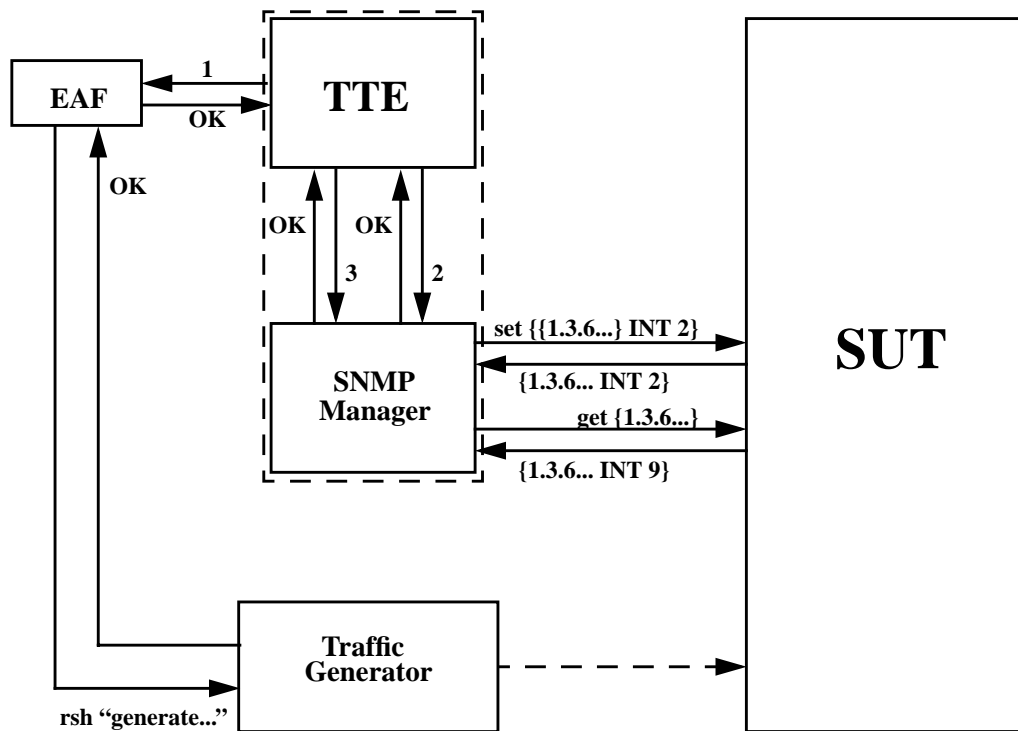 1
EAF
OK
TTE
OK
OK
OK
3
2
set {{1.3.6...} INT 2}
{1.3.6... INT 2}
get {1.3.6...}
{1.3.6... INT 9}
SNMP
Manager
SUT
Traffic
Generator
rsh “generate...”